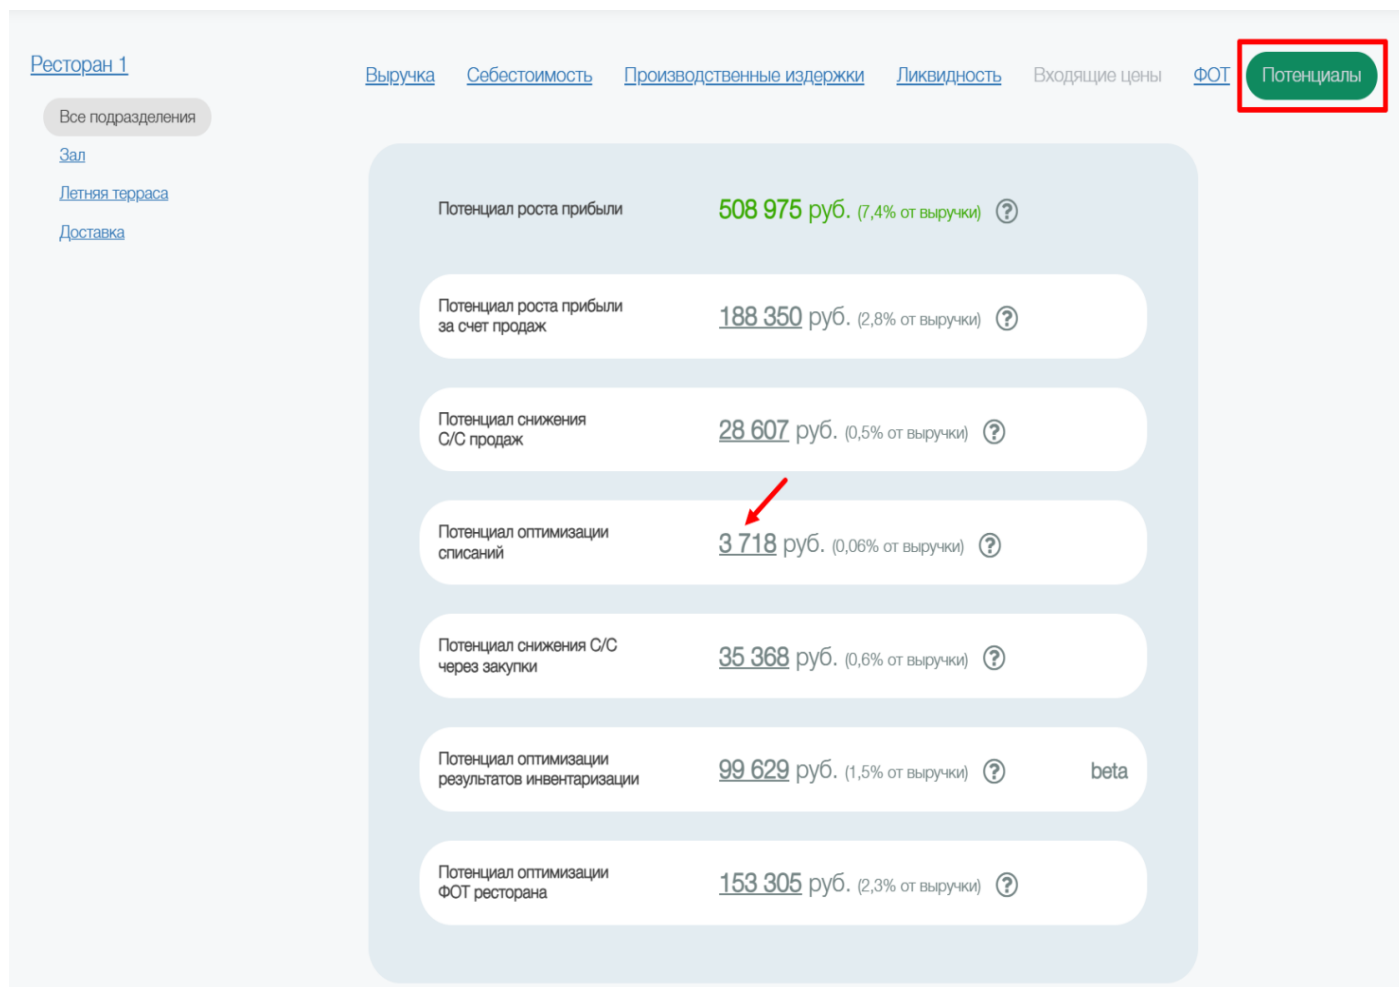 Ресторан 1
Выручка Себестоимость Производственные издержки Ликвидность Входящие цены ФОТ Потенциалы
Все подразделения
Зал
Летняя терраса
Доставка
Потенциал роста прибыли 508 975 руб. (7,4% от выручки) ?
Потенциал роста прибыли
за счет продаж
188 350 руб. (2,8% от выручки) ?
Потенциал снижения
С/С продаж
28 607 руб. (0,5% от выручки) ?
Потенциал оптимизации
списаний
3 718 руб. (0,06% от выручки) ?
Потенциал снижения С/С
через закупки
35 368 руб. (0,6% от выручки) ?
Потенциал оптимизации
результатов инвентаризации
99 629 руб. (1,5% от выручки) ? beta
Потенциал оптимизации
ФОТ ресторана
153 305 руб. (2,3% от выручки) ?